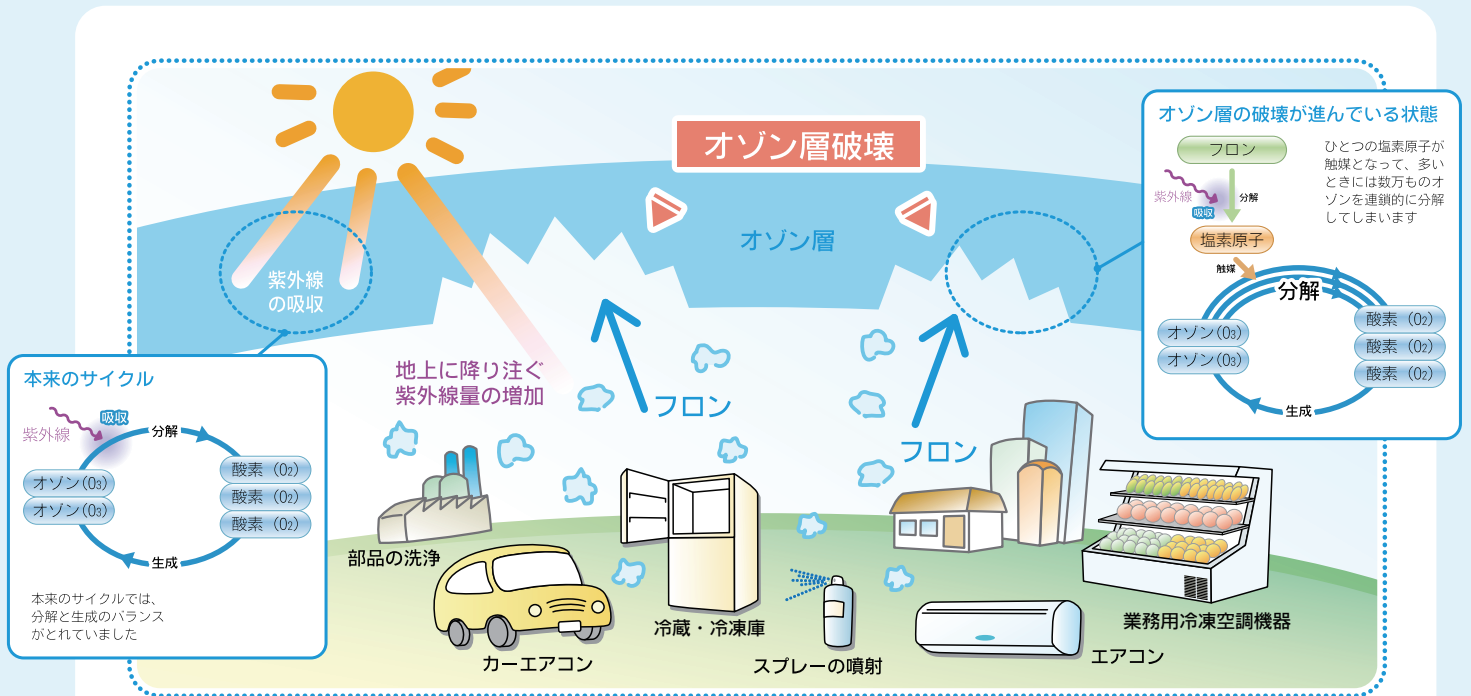 オゾン層破壊
オゾン層
紫外線
の吸収
地上に降り注ぐ
紫外線量の増加
フロン
フロン
部品の洗浄
カーエアコン
冷蔵・冷凍庫
スプレーの噴射
エアコン
業務用冷凍空調機器
本来のサイクル
紫外線
吸収
分解
オゾン(O₃)
オゾン(O₃)
酸素（O₂）
酸素（O₂）
酸素（O₂）
生成
本来のサイクルでは、
分解と生成のバランス
がとれていました
オゾン層の破壊が進んでいる状態
フロン
紫外線
吸収
分解
塩素原子
触媒
ひとつの塩素原子が
触媒となって、多い
ときには数万ものオ
ゾンを連鎖的に分解
してしまいます
分解
オゾン(O₃)
オゾン(O₃)
酸素（O₂）
酸素（O₂）
酸素（O₂）
生成